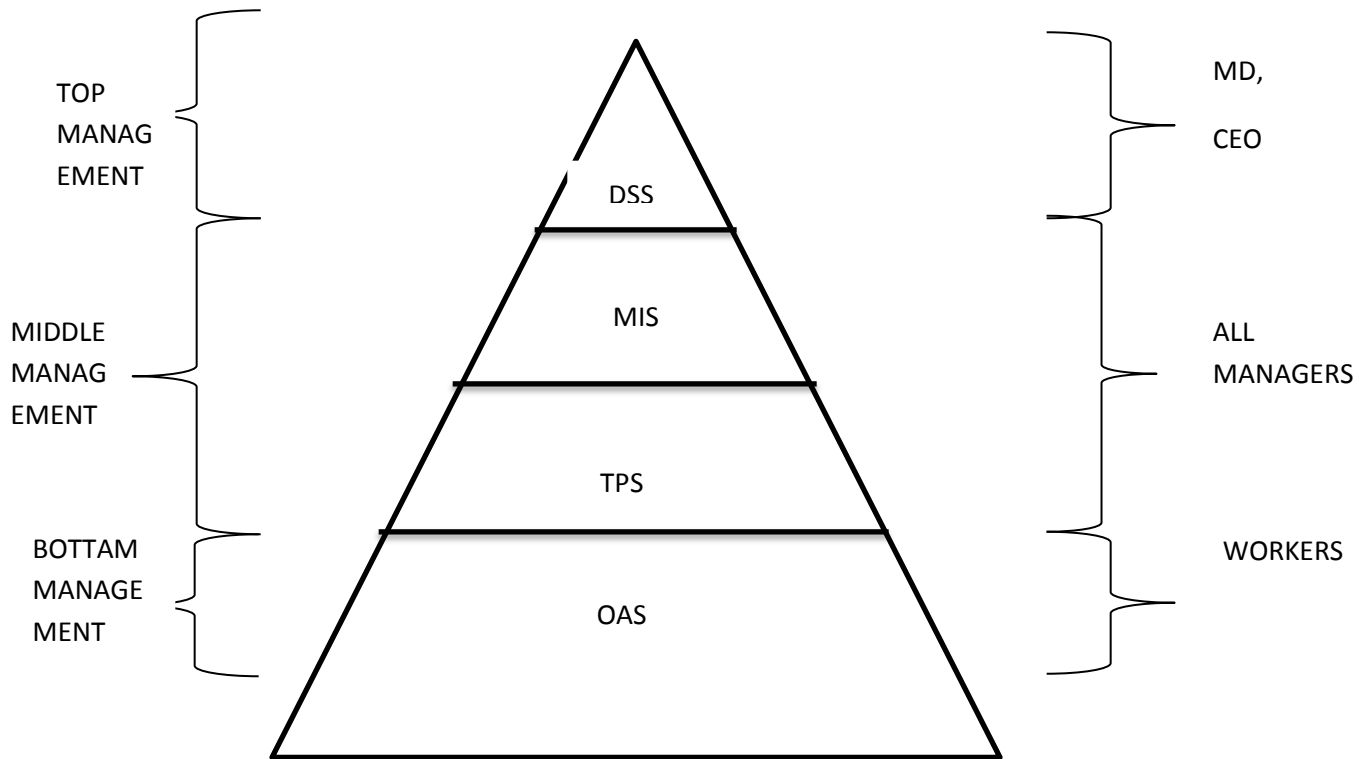 TOP
MANAG
EMENT
MD,
CEO
DSS
MIDDLE
MANAG
EMENT
MIS
ALL
MANAGERS
TPS
BOTTAM
MANAGE
MENT
WORKERS
OAS